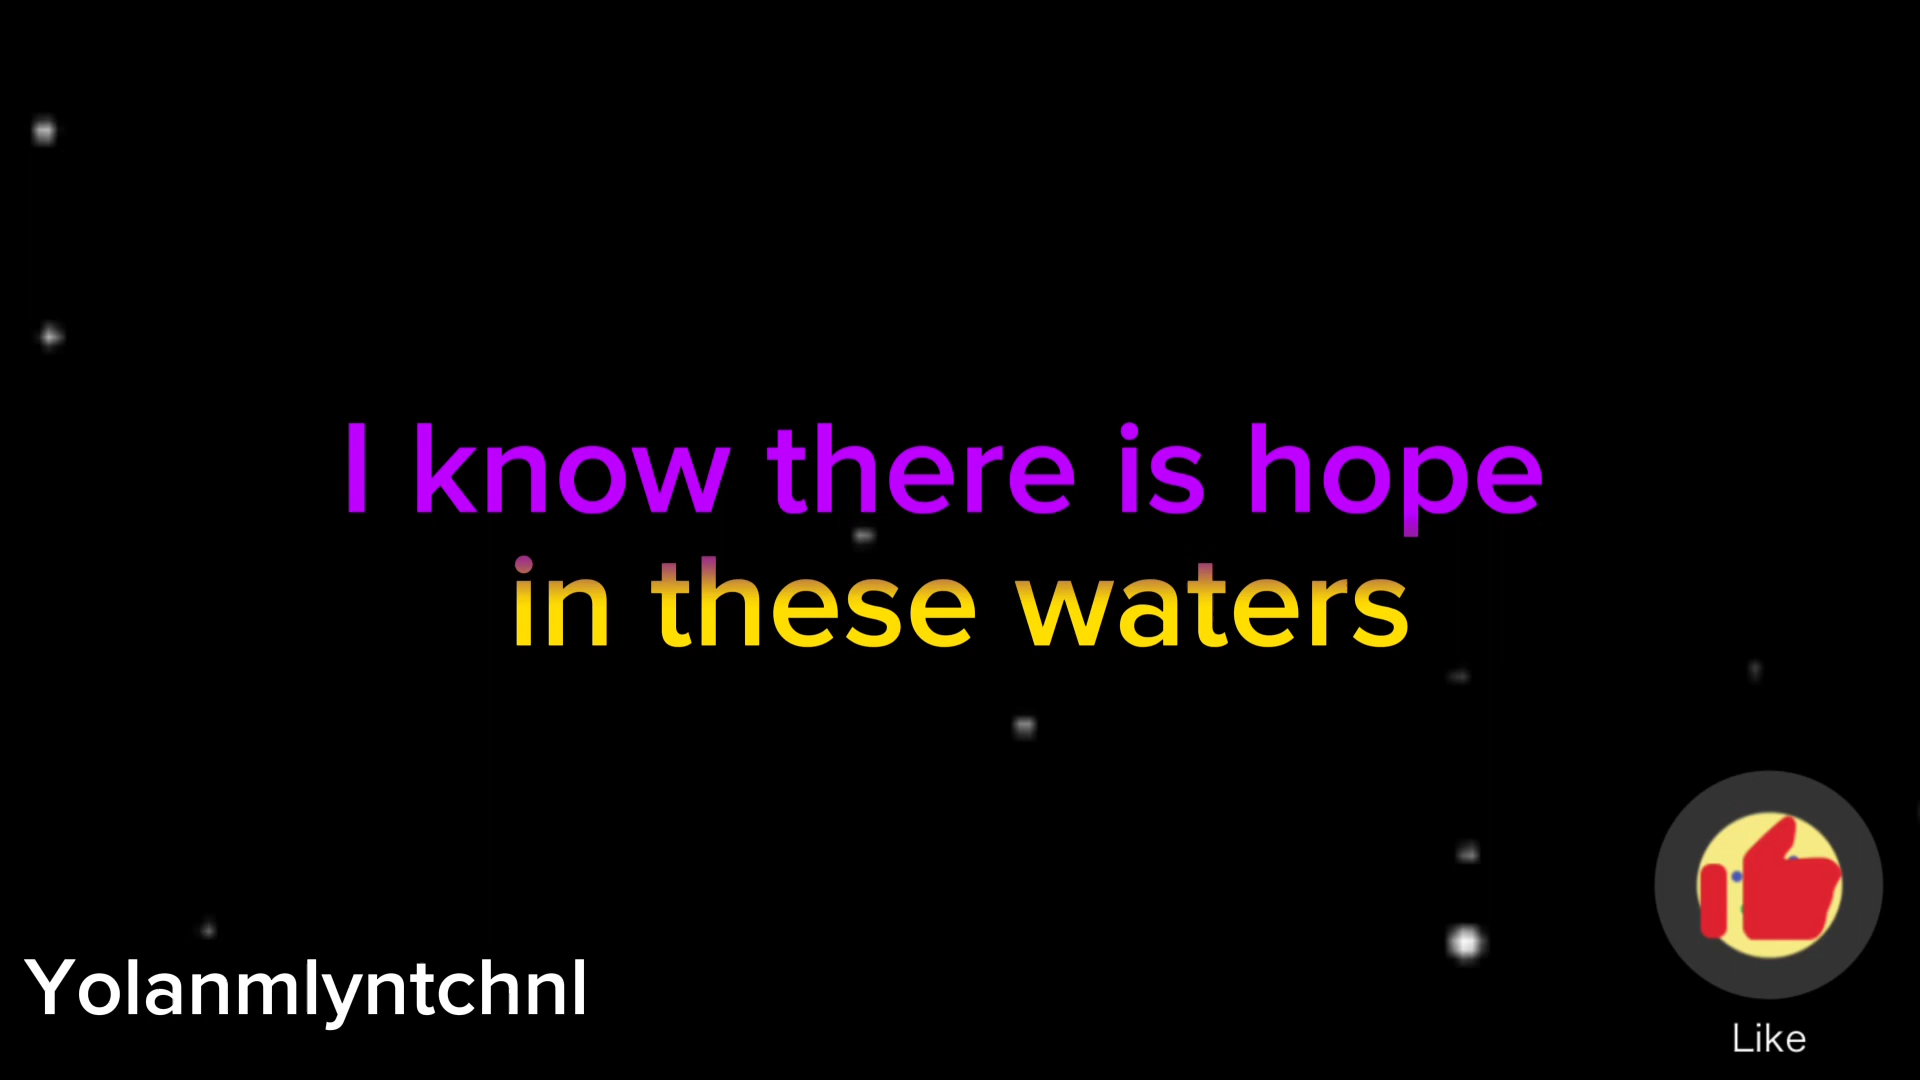 I know there is hope
in these waters
Yolanmlyntchnl
Like